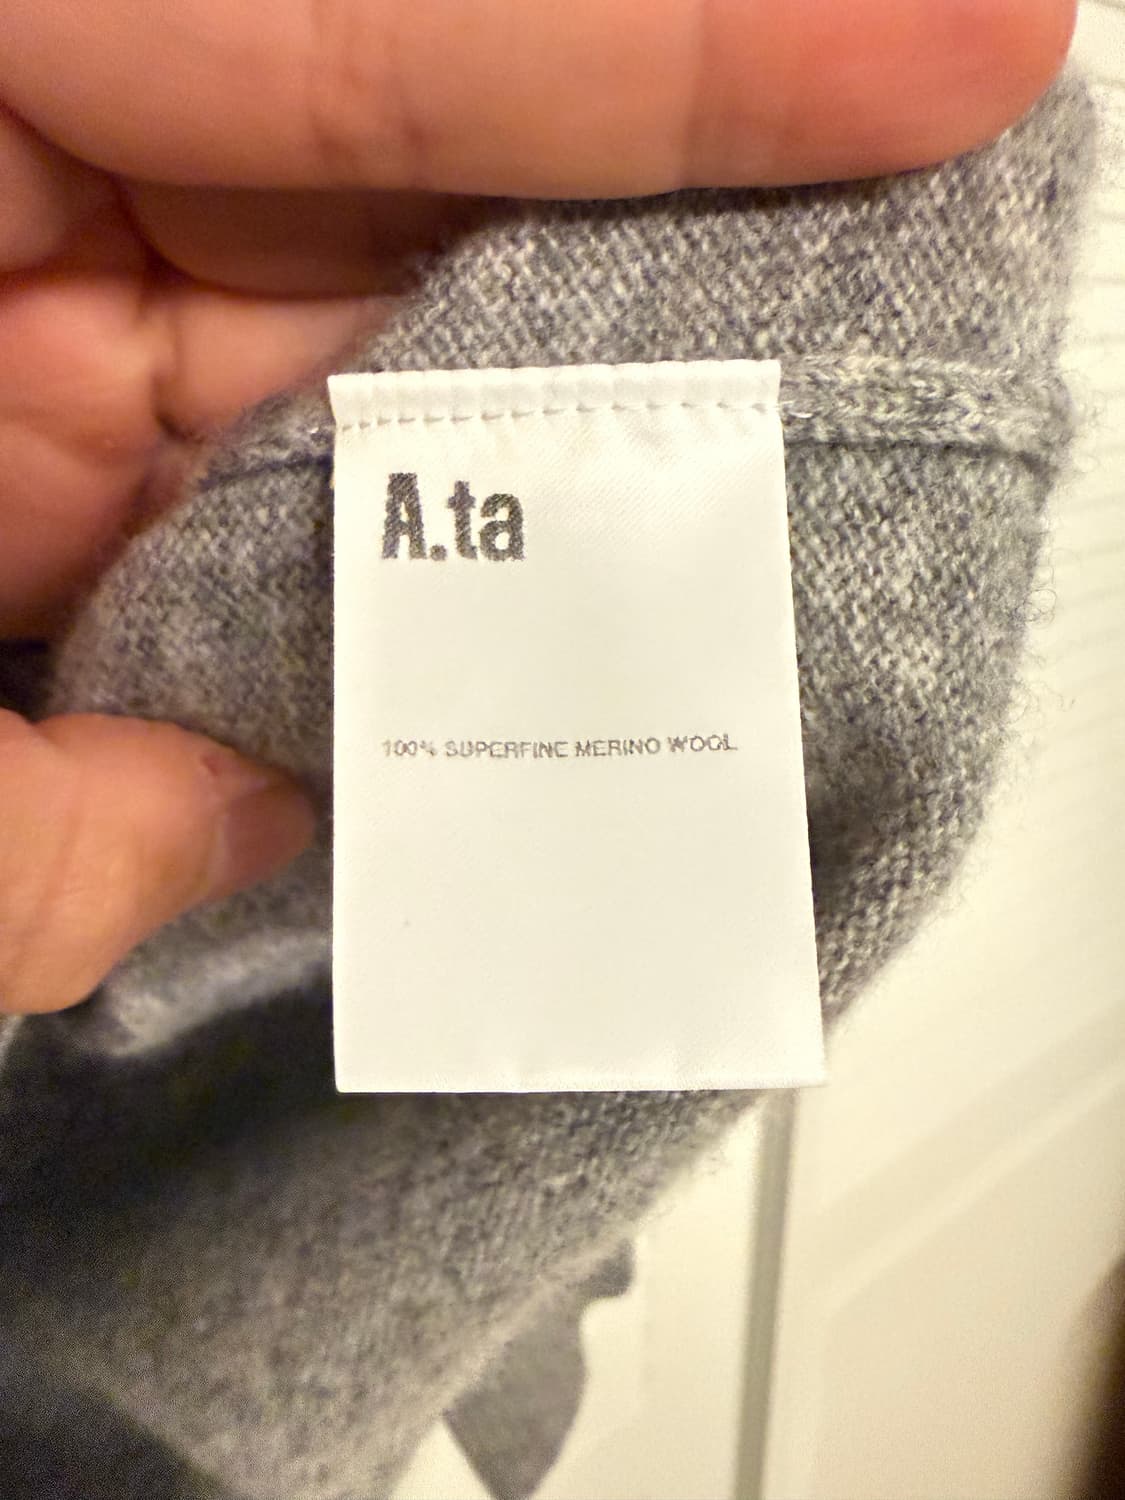 A.ta
100% SUPERFINE MERINO WOOL